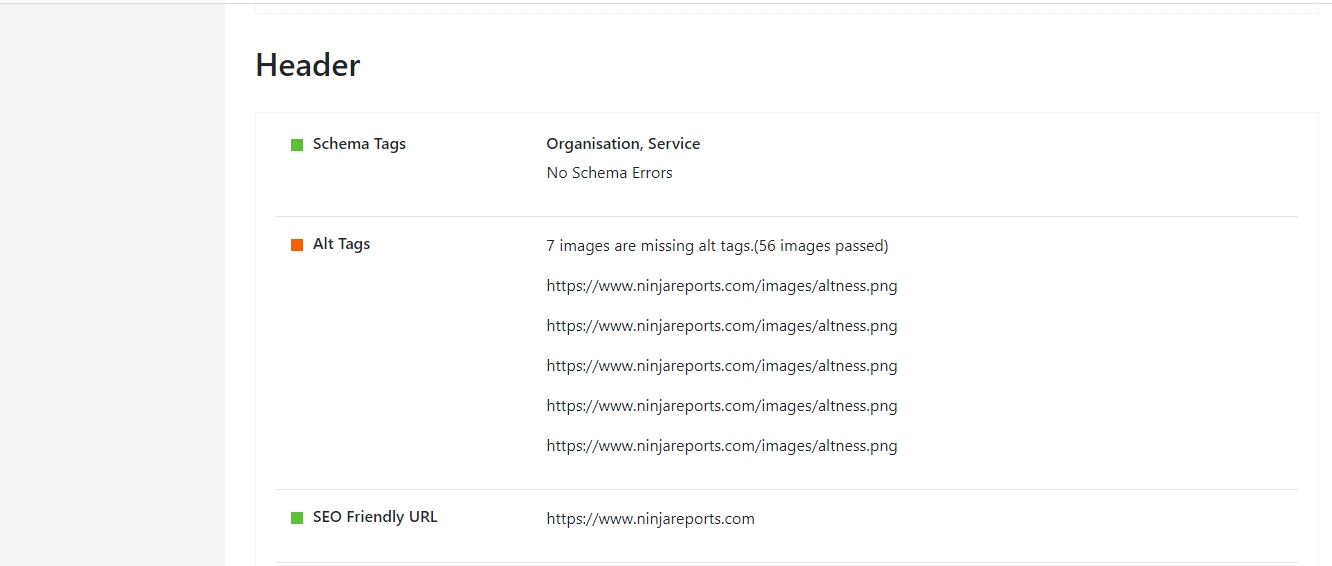 Header
Schema Tags
Organisation, Service
No Schema Errors
Alt Tags
7 images are missing alt tags.(56 images passed)
https://www.ninjareports.com/images/altness.png
https://www.ninjareports.com/images/altness.png
https://www.ninjareports.com/images/altness.png
https://www.ninjareports.com/images/altness.png
https://www.ninjareports.com/images/altness.png
SEO Friendly URL
https://www.ninjareports.com